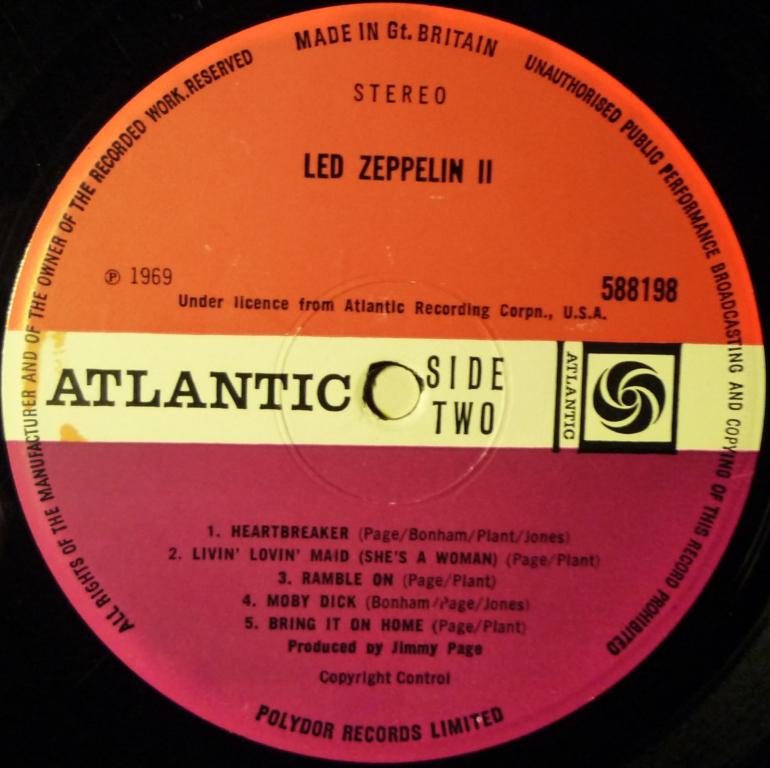 MADE IN Gt. BRITAIN
UNAUTHORISED PUBLIC PERFORMANCE BROADCASTING AND COPYING OF THIS RECORD PROHIBITED
ALL RIGHTS OF THE MANUFACTURER AND OF THE OWNER OF THE RECORDED WORK.RESERVED
STEREO
LED ZEPPELIN II
℗ 1969
588198
Under licence from Atlantic Recording Corpn., U.S.A.
ATLANTIC
SIDE
TWO
ATLANTIC
1. HEARTBREAKER (Page/Bonham/Plant/Jones)
2. LIVIN' LOVIN' MAID (SHE'S A WOMAN) (Page/Plant)
3. RAMBLE ON (Page/Plant)
4. MOBY DICK (Bonham/Page/Jones)
5. BRING IT ON HOME (Page/Plant)
Produced by Jimmy Page
Copyright Control
POLYDOR RECORDS LIMITED